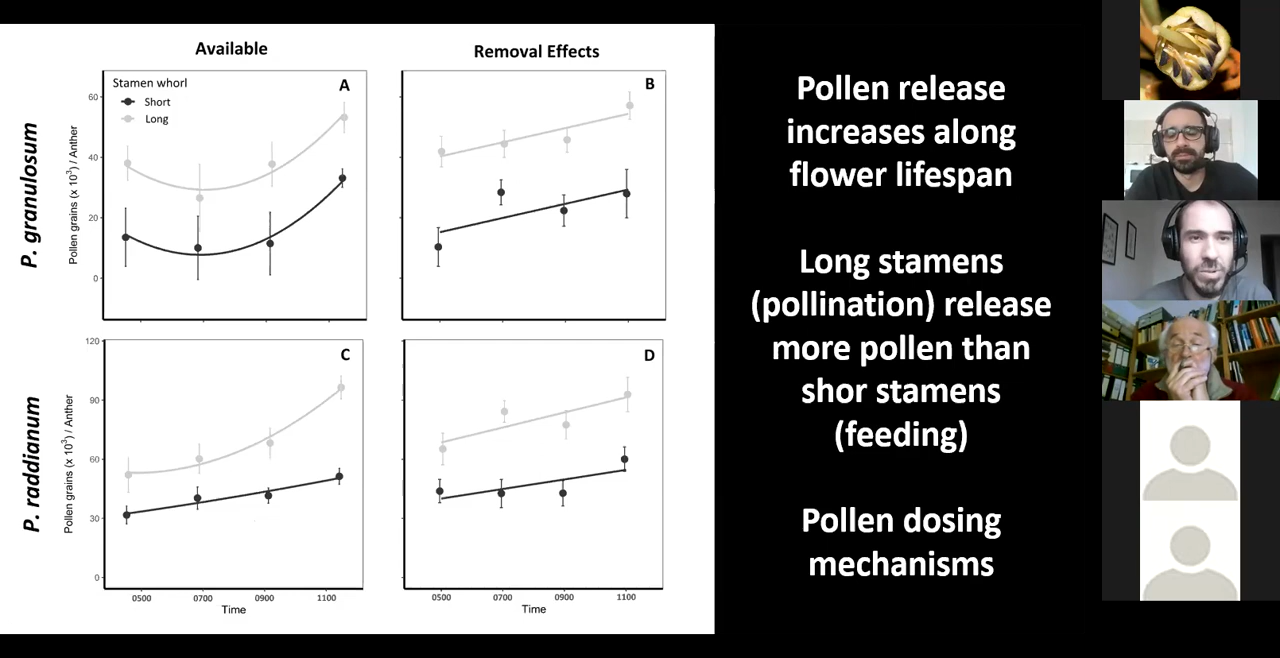 Available
Removal Effects
P. granulosum
Pollen grains (x 10³) / Anther
Stamen whorl
Short
Long
A
60
40
20
0
B
P. raddianum
Pollen grains (x 10³) / Anther
C
120
90
60
30
0
0500 0700 0900 1100
Time
D
0500 0700 0900 1100
Time
Pollen release
increases along
flower lifespan
Long stamens
(pollination) release
more pollen than
shor stamens
(feeding)
Pollen dosing
mechanisms